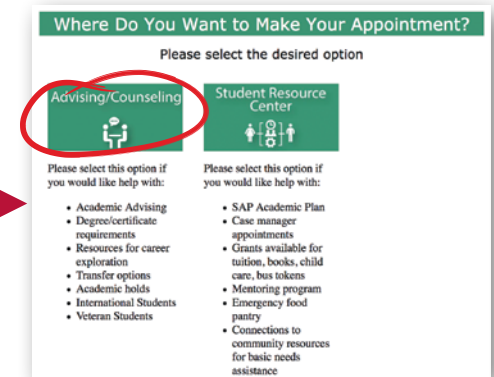 Where Do You Want to Make Your Appointment?
Please select the desired option
Advising/Counseling
Please select this option if
you would like help with:
• Academic Advising
• Degree/certificate
requirements
• Resources for career
exploration
• Transfer options
• Academic holds
• International Students
• Veteran Students
Student Resource
Center
Please select this option if
you would like help with:
• SAP Academic Plan
• Case manager
appointments
• Grants available for
tuition, books, child
care, bus tokens
• Mentoring program
• Emergency food
pantry
• Connections to
community resources
for basic needs
assistance